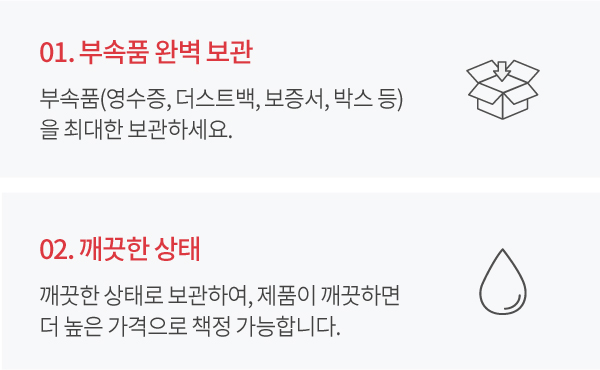 01. 부속품 완벽 보관
부속품(영수증, 더스트백, 보증서, 박스 등)
을 최대한 보관하세요.
02. 깨끗한 상태
깨끗한 상태로 보관하여, 제품이 깨끗하면
더 높은 가격으로 책정 가능합니다.